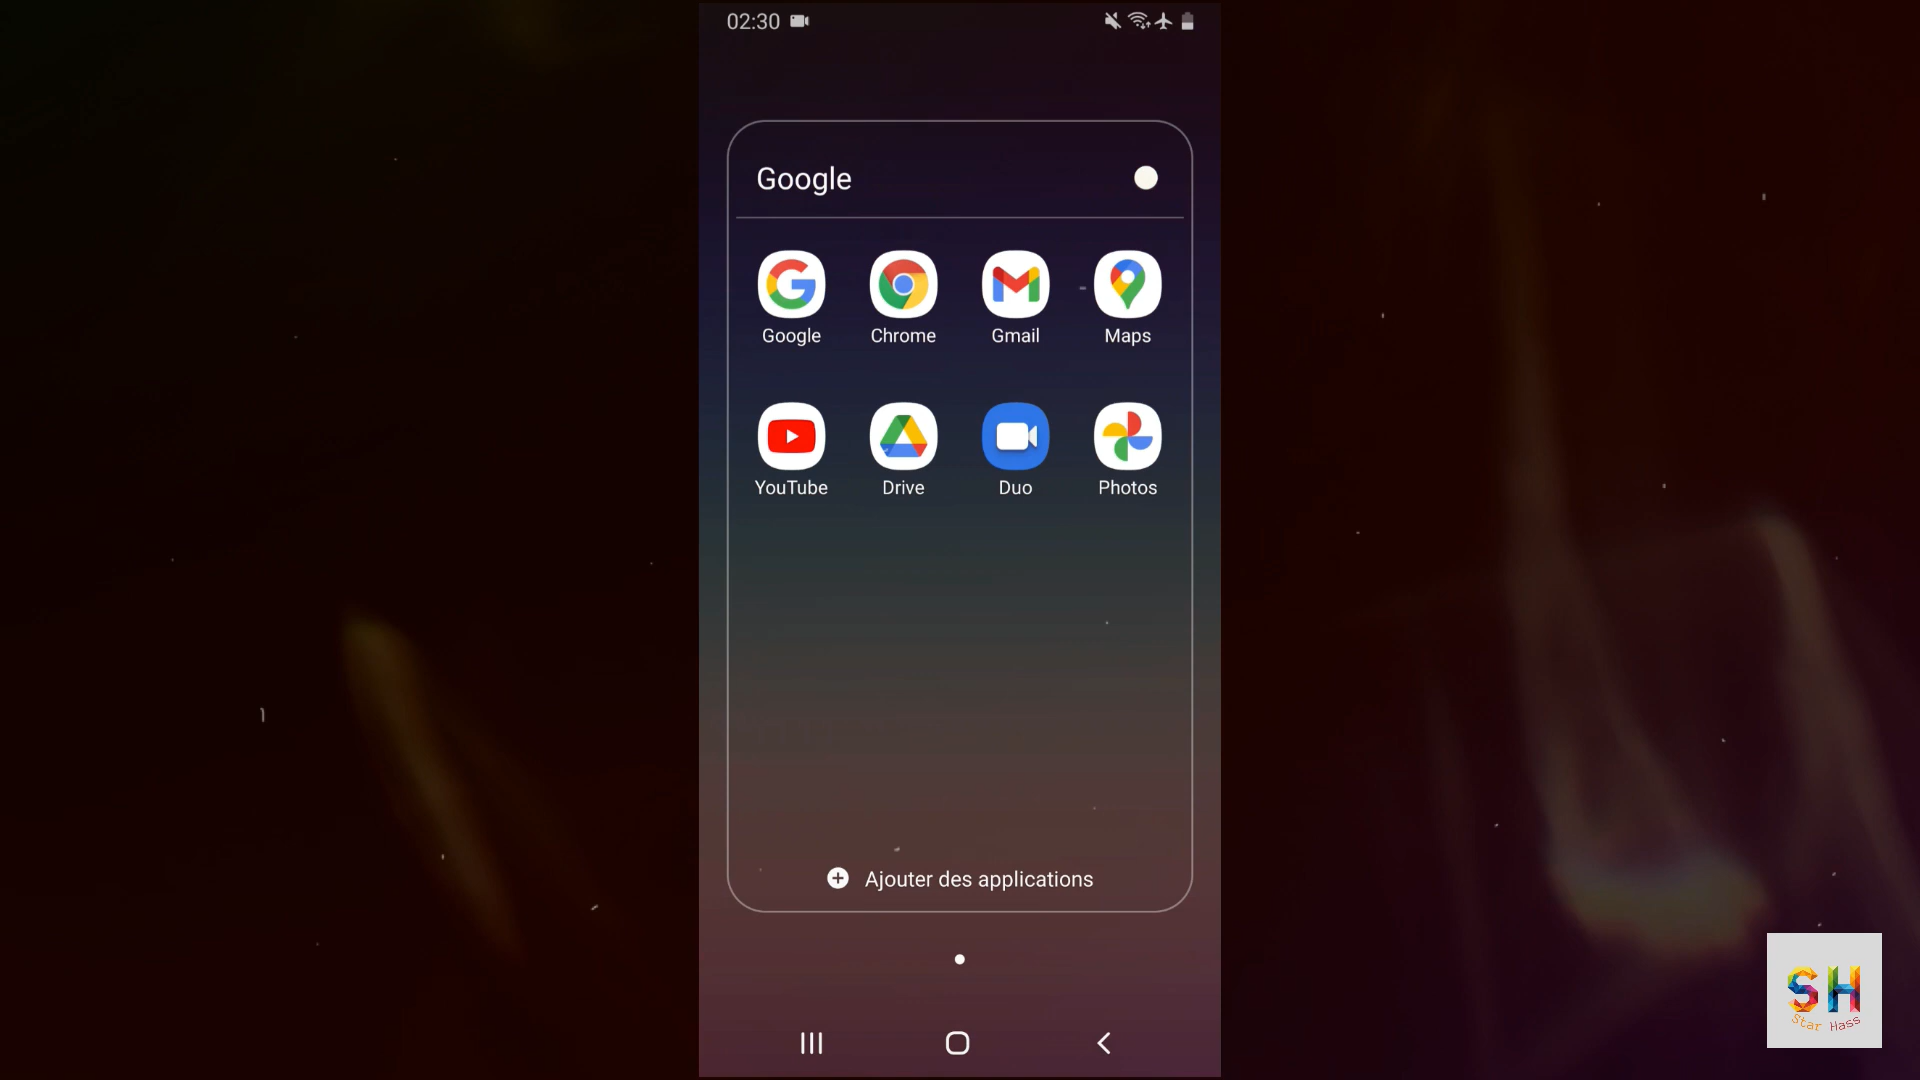 02:30
Google
Google Chrome Gmail Maps
YouTube Drive Duo Photos
Ajouter des applications
SH
Star Hass